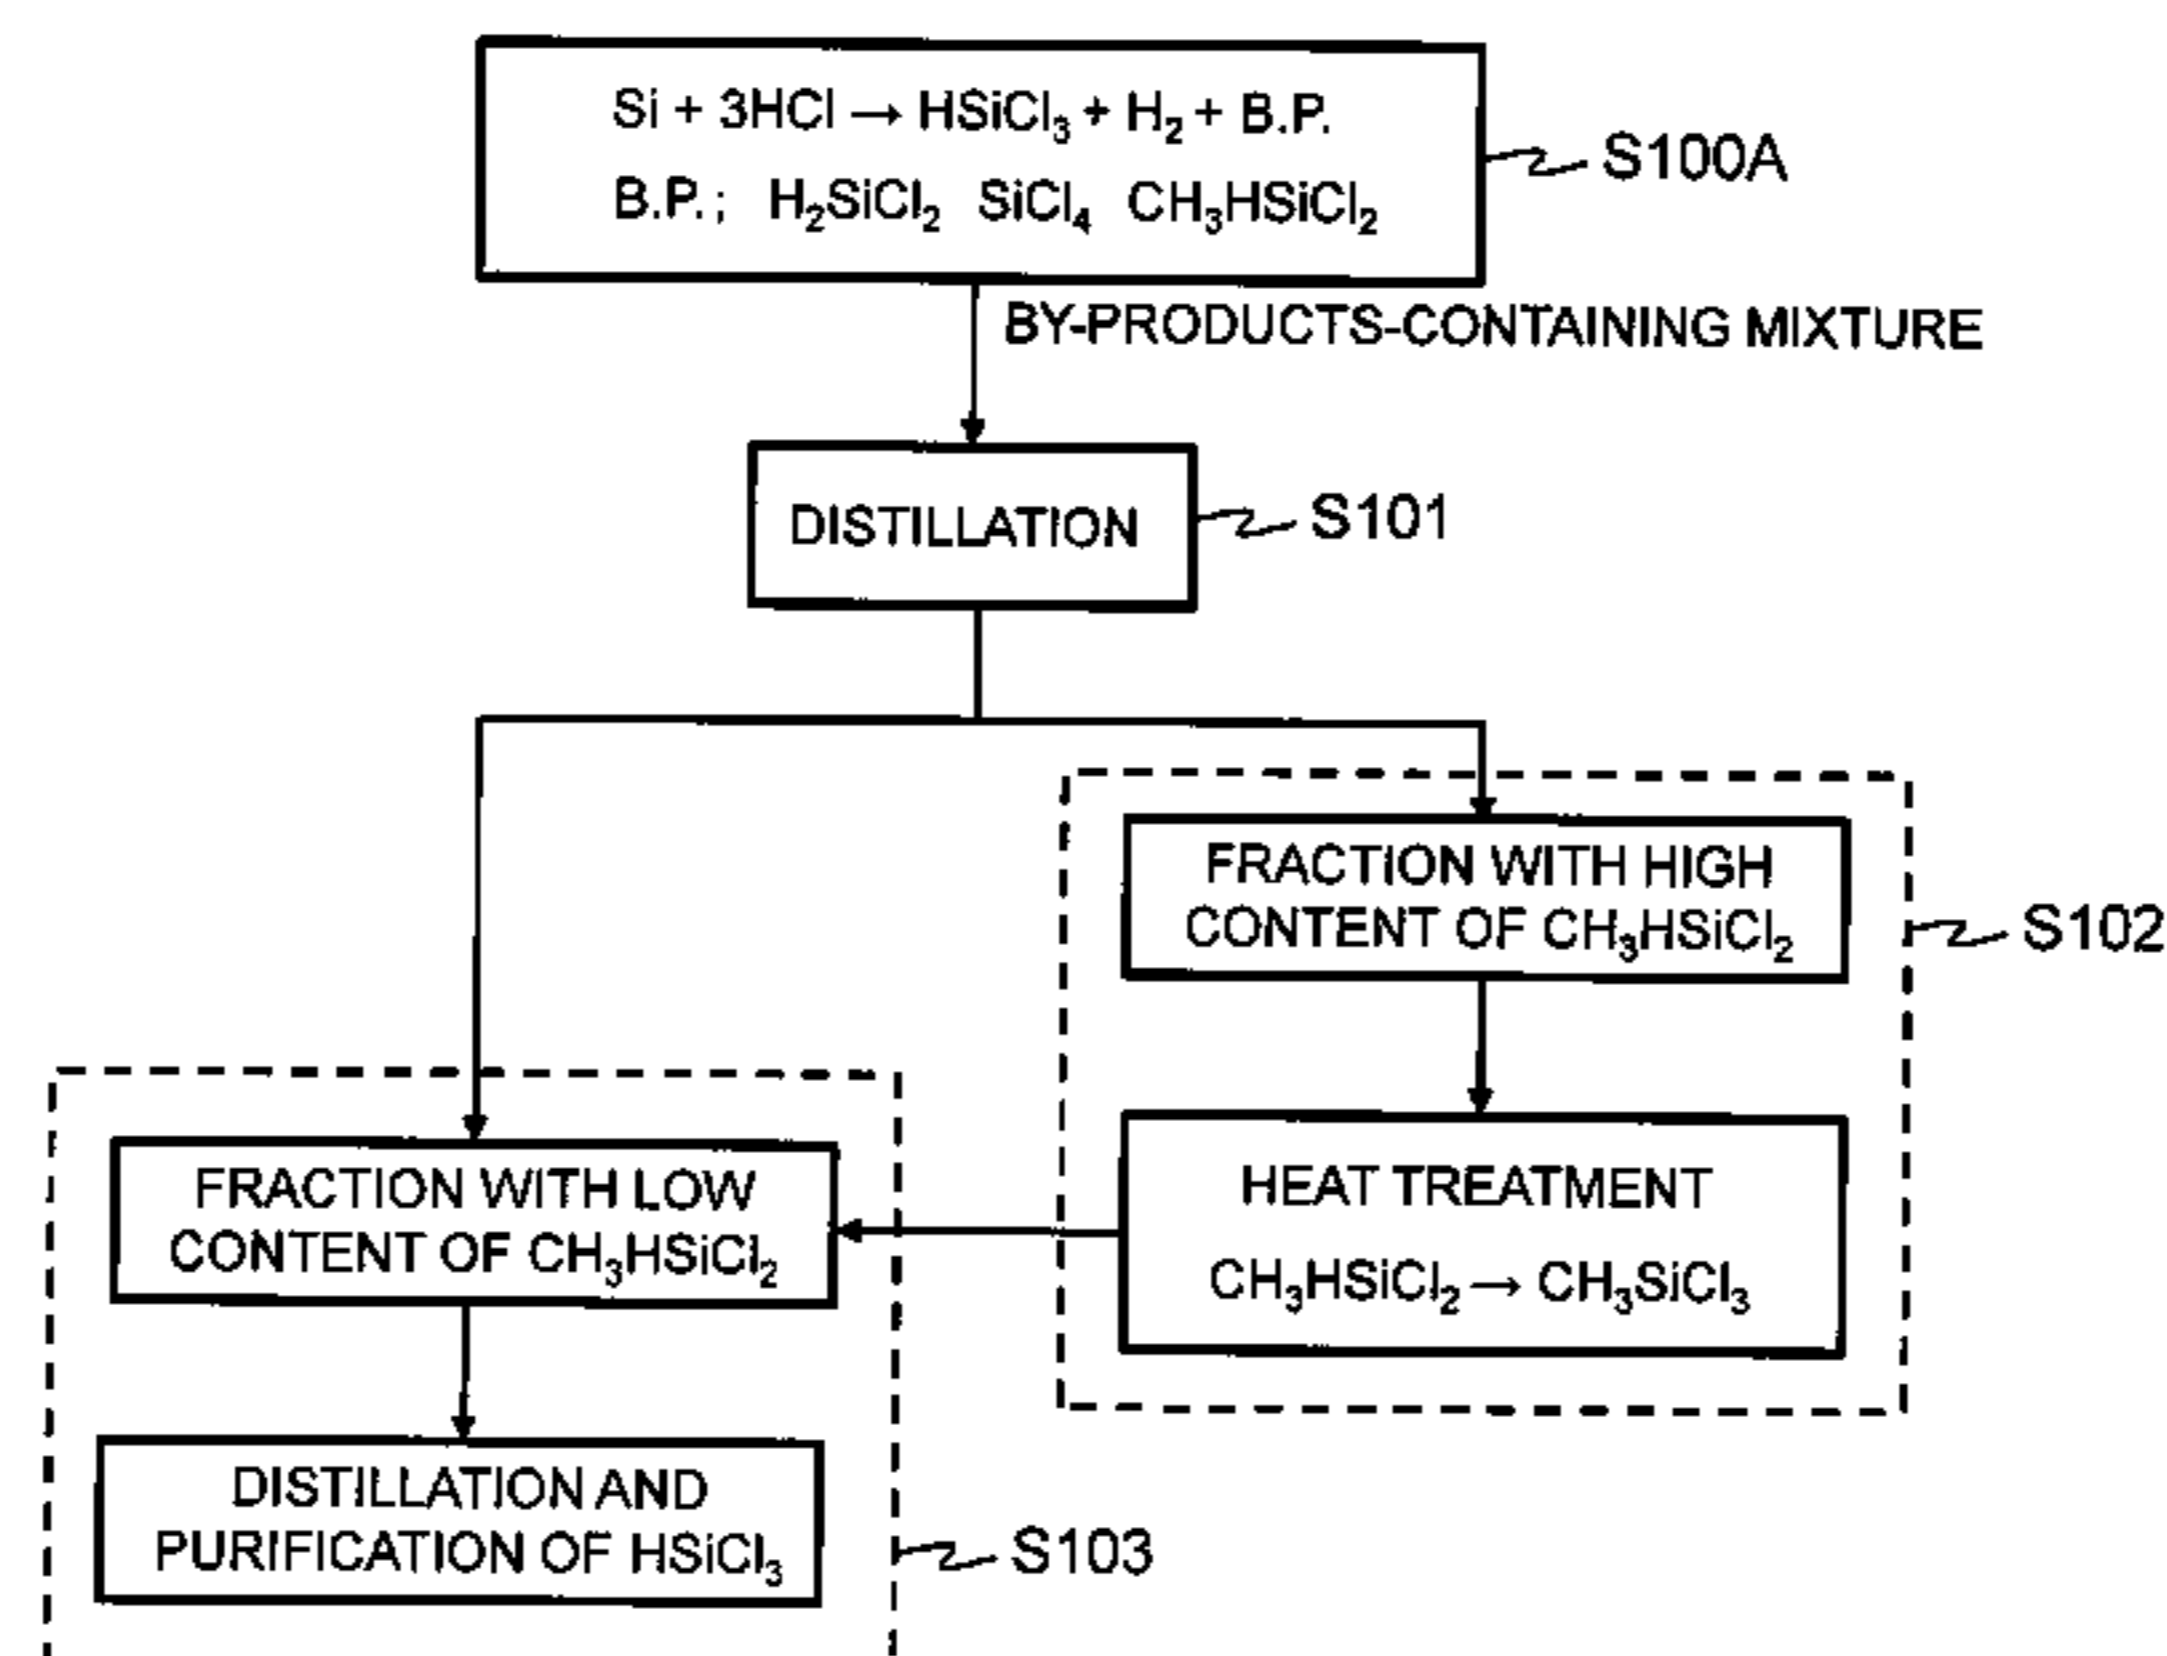 Si + 3HCl → HSiCl₃ + H₂ + B.P.
B.P. ; H₂SiCl₂ SiCl₄ CH₃HSiCl₂
S100A
BY-PRODUCTS-CONTAINING MIXTURE
DISTILLATION
S101
FRACTION WITH HIGH
CONTENT OF CH₃HSiCl₂
S102
HEAT TREATMENT
CH₃HSiCl₂ → CH₃SiCl₃
FRACTION WITH LOW
CONTENT OF CH₃HSiCl₂
DISTILLATION AND
PURIFICATION OF HSiCl₃
S103